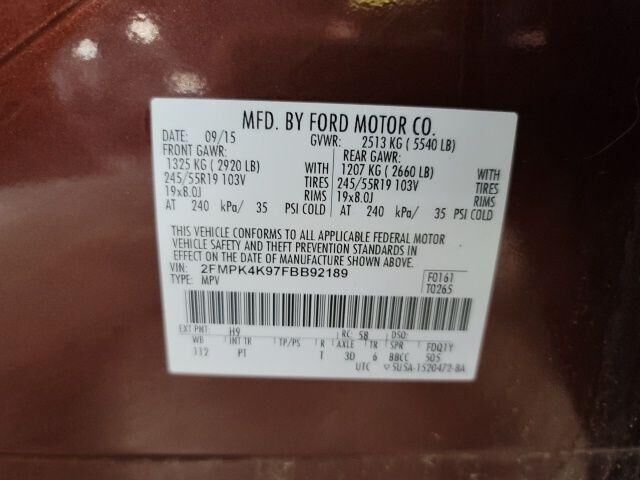 MFD. BY FORD MOTOR CO.
DATE: 09/15 GVWR: 2513 KG ( 5540 LB)
FRONT GAWR: REAR GAWR:
1325 KG ( 2920 LB) WITH 1207 KG ( 2660 LB) WITH
245/55R19 103V TIRES 245/55R19 103V TIRES
19x8.0J RIMS 19x8.0J RIMS
AT 240 kPa/ 35 PSI COLD AT 240 kPa/ 35 PSI COLD
THIS VEHICLE CONFORMS TO ALL APPLICABLE FEDERAL MOTOR
VEHICLE SAFETY AND THEFT PREVENTION STANDARDS IN
EFFECT ON THE DATE OF MANUFACTURE SHOWN ABOVE.
VIN: 2FMPK4K97FBB92189 F0161
TYPE: MPV T0265
EXT PNT: H9 RC: 58 DSO:
WB INT TR TP/PS R AXLE TR SPR FDQ1Y
112 PT T 3D 6 BBCC 505
UTC ▽5U5A-1520472-BA